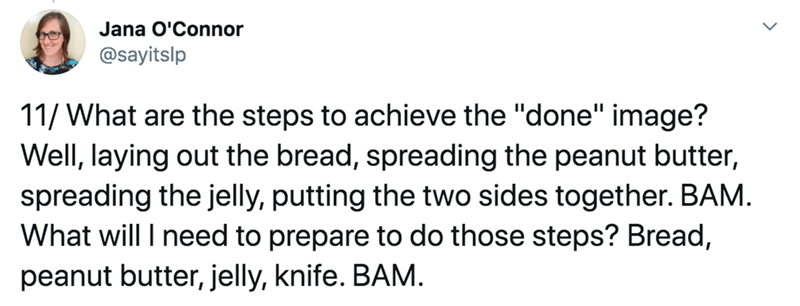 Jana O'Connor
@sayitslp
11/ What are the steps to achieve the "done" image?
Well, laying out the bread, spreading the peanut butter,
spreading the jelly, putting the two sides together. BAM.
What will I need to prepare to do those steps? Bread,
peanut butter, jelly, knife. BAM.